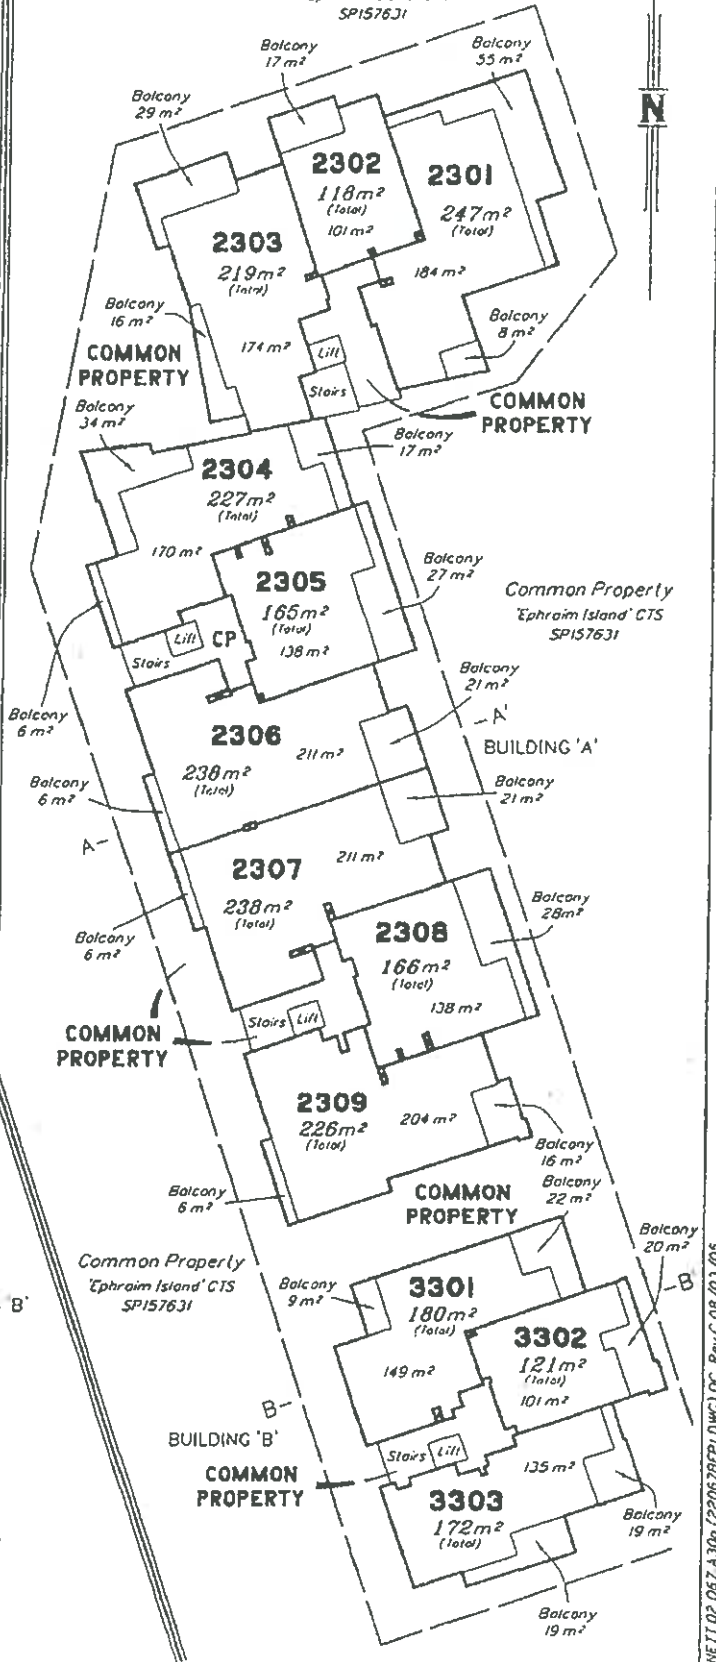 SP157631
N
Balcony
17 m²
Balcony
55 m²
Balcony
29 m²
2302
118m²
(Total)
101 m²
2301
247m²
(Total)
184 m²
2303
219m²
(Total)
174 m²
Balcony
16 m²
COMMON
PROPERTY
Lift
Stairs
Balcony
8 m²
COMMON
PROPERTY
Balcony
34 m²
Balcony
17 m²
2304
227m²
(Total)
170 m²
2305
165m²
(Total)
138 m²
Balcony
27 m²
Common Property
'Ephraim Island' CTS
SP157631
Lift
CP
Stairs
Balcony
6 m²
Balcony
21 m²
A'
BUILDING 'A'
2306
238m²
(Total)
211 m²
Balcony
6 m²
Balcony
21 m²
A
2307
238m²
(Total)
211 m²
Balcony
6 m²
2308
166m²
(Total)
138 m²
Balcony
28m²
COMMON
PROPERTY
Stairs
Lift
2309
226m²
(Total)
204 m²
Balcony
16 m²
Balcony
6 m²
COMMON
PROPERTY
Balcony
22 m²
Balcony
20 m²
Common Property
'Ephraim Island' CTS
SP157631
B'
Balcony
9 m²
3301
180m²
(Total)
149 m²
B
3302
121m²
(Total)
101 m²
B
BUILDING 'B'
COMMON
PROPERTY
Stairs
Lift
135 m²
3303
172m²
(Total)
Balcony
19 m²
Balcony
19 m²